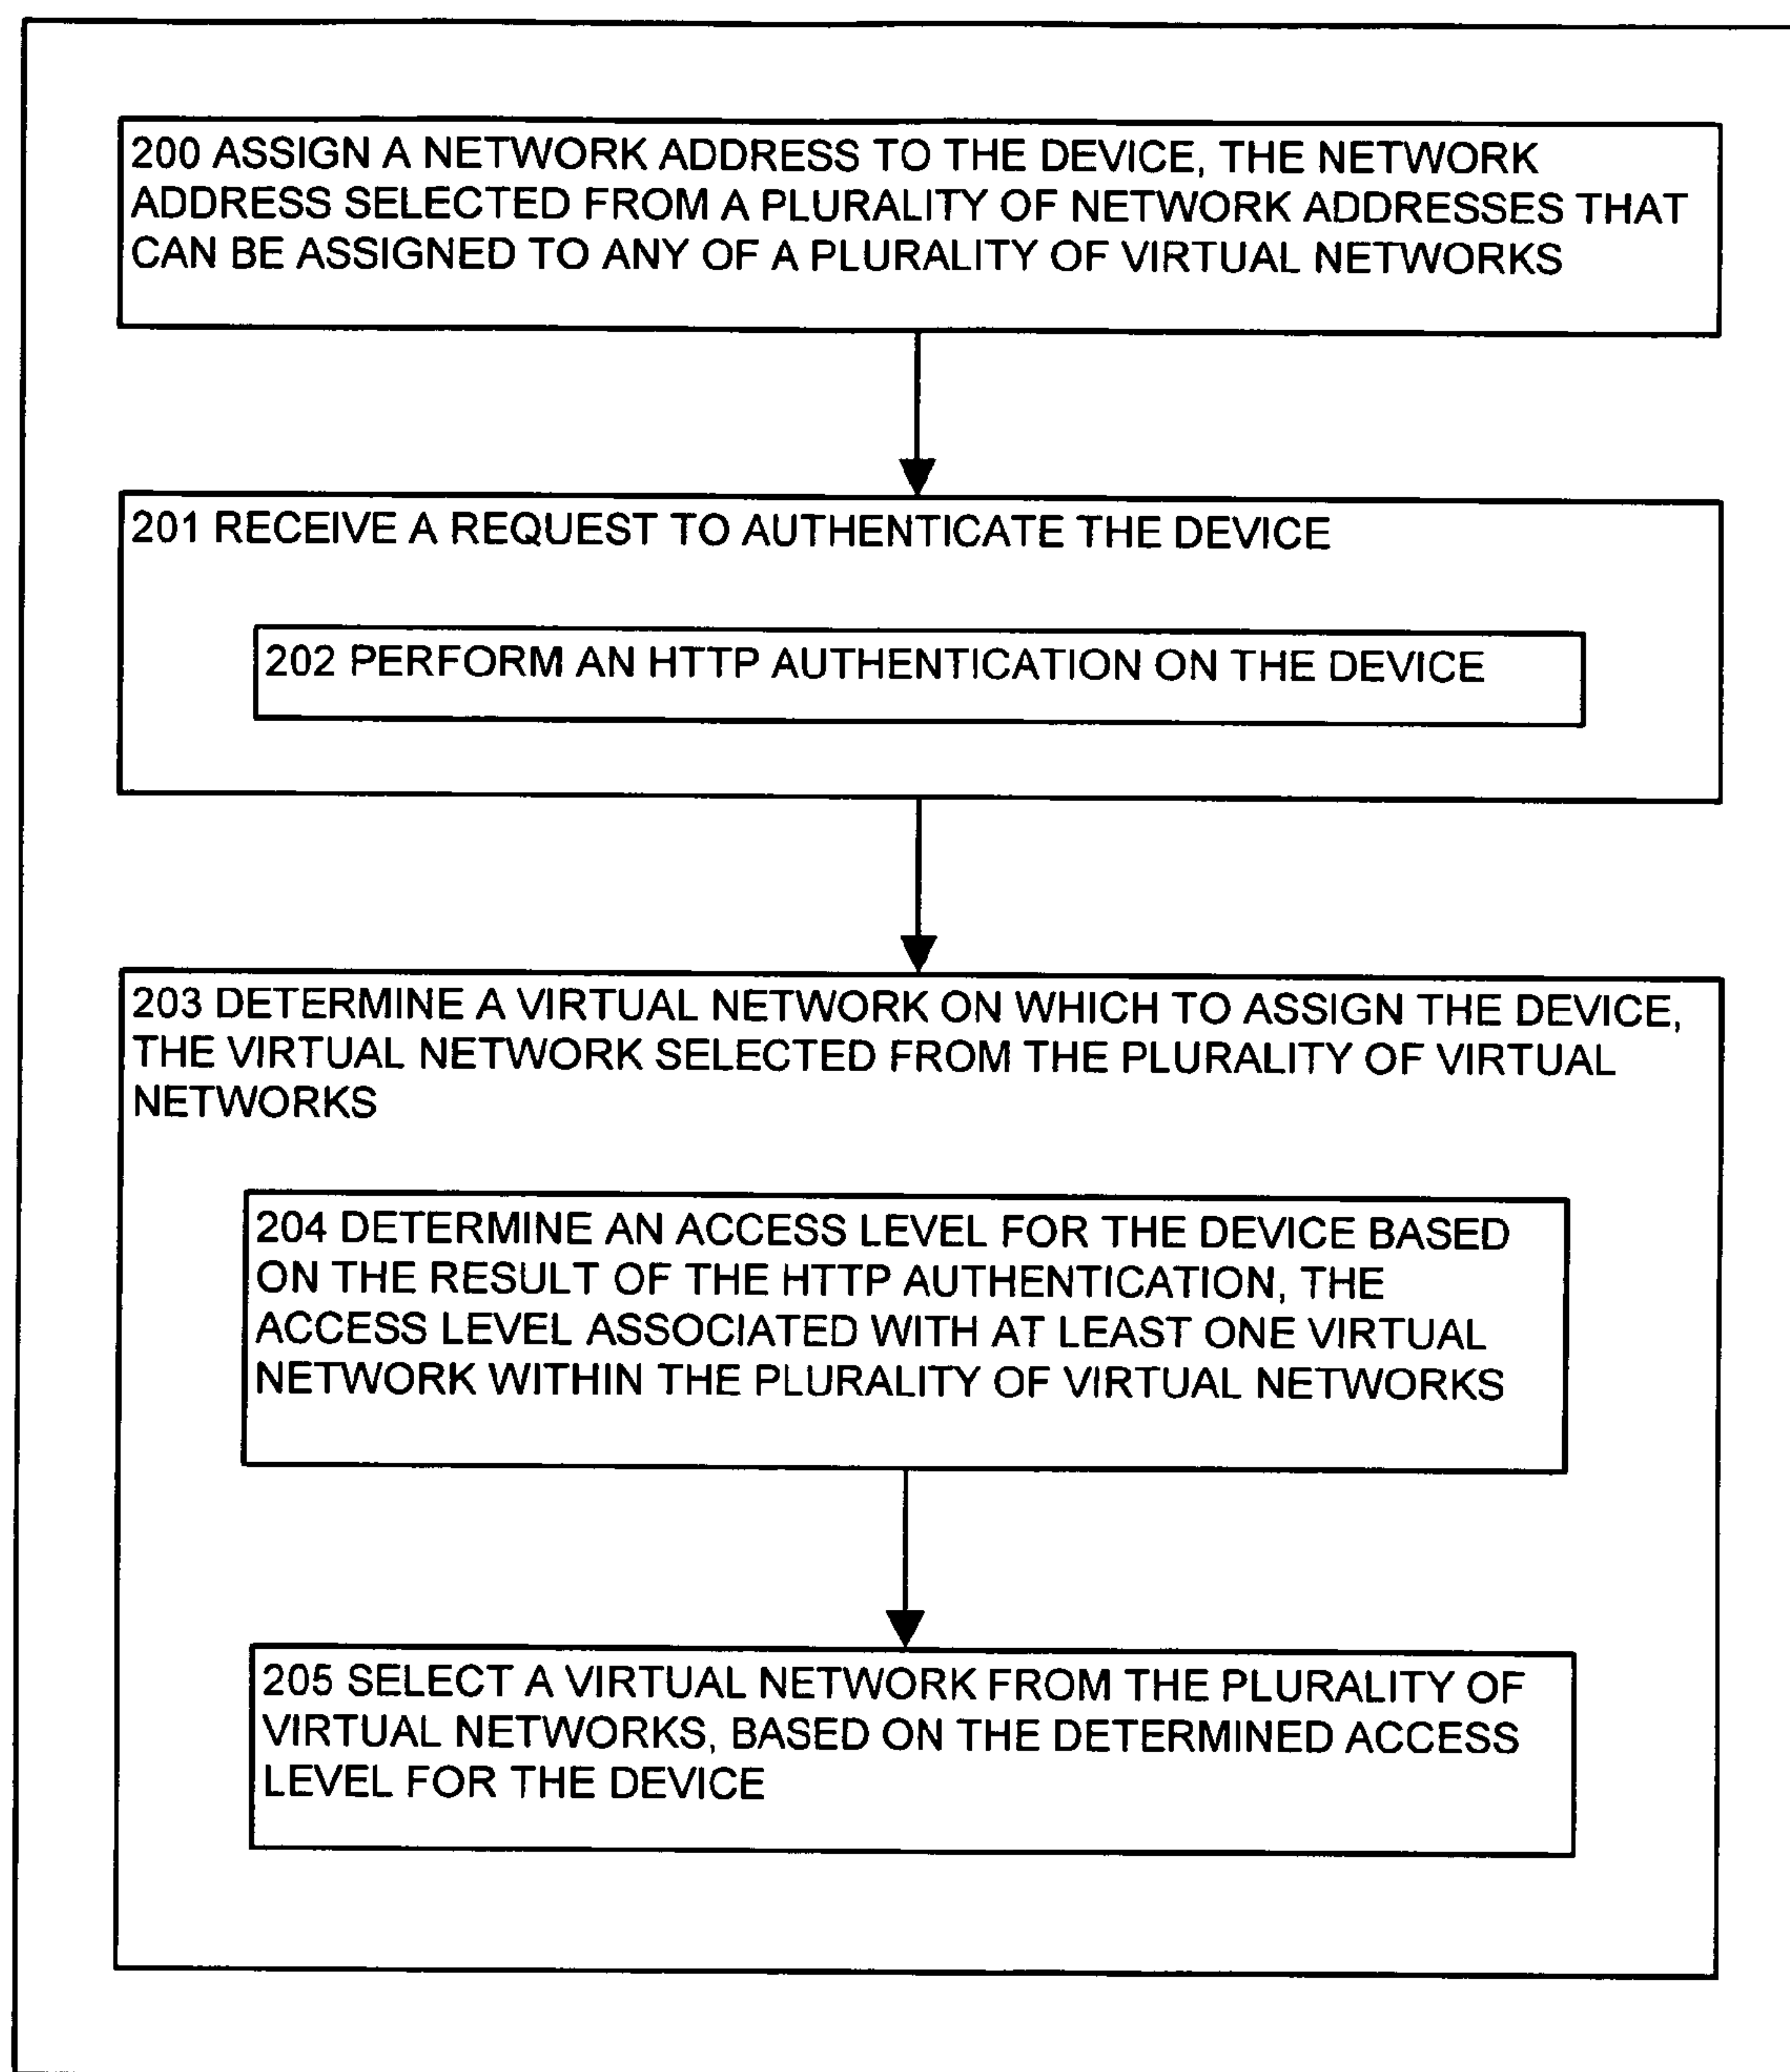 200 ASSIGN A NETWORK ADDRESS TO THE DEVICE, THE NETWORK
ADDRESS SELECTED FROM A PLURALITY OF NETWORK ADDRESSES THAT
CAN BE ASSIGNED TO ANY OF A PLURALITY OF VIRTUAL NETWORKS
201 RECEIVE A REQUEST TO AUTHENTICATE THE DEVICE
202 PERFORM AN HTTP AUTHENTICATION ON THE DEVICE
203 DETERMINE A VIRTUAL NETWORK ON WHICH TO ASSIGN THE DEVICE,
THE VIRTUAL NETWORK SELECTED FROM THE PLURALITY OF VIRTUAL
NETWORKS
204 DETERMINE AN ACCESS LEVEL FOR THE DEVICE BASED
ON THE RESULT OF THE HTTP AUTHENTICATION, THE
ACCESS LEVEL ASSOCIATED WITH AT LEAST ONE VIRTUAL
NETWORK WITHIN THE PLURALITY OF VIRTUAL NETWORKS
205 SELECT A VIRTUAL NETWORK FROM THE PLURALITY OF
VIRTUAL NETWORKS, BASED ON THE DETERMINED ACCESS
LEVEL FOR THE DEVICE